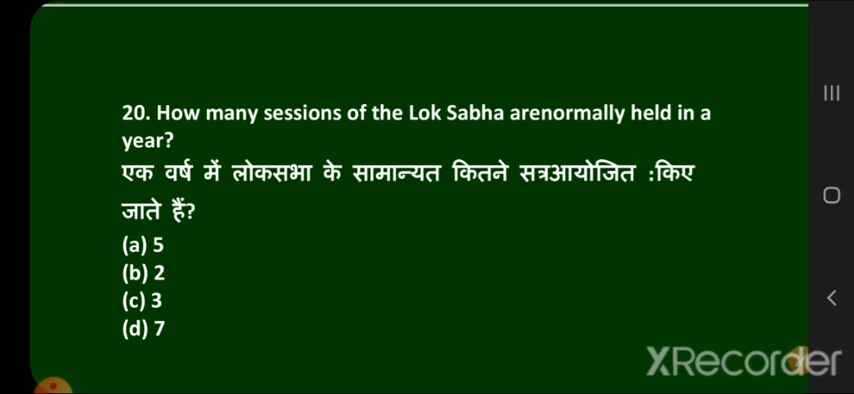 20. How many sessions of the Lok Sabha arenormally held in a
year?
एक वर्ष में लोकसभा के सामान्यत कितने सत्रआयोजित :किए
जाते हैं?
(a) 5
(b) 2
(c) 3
(d) 7
XRecorder